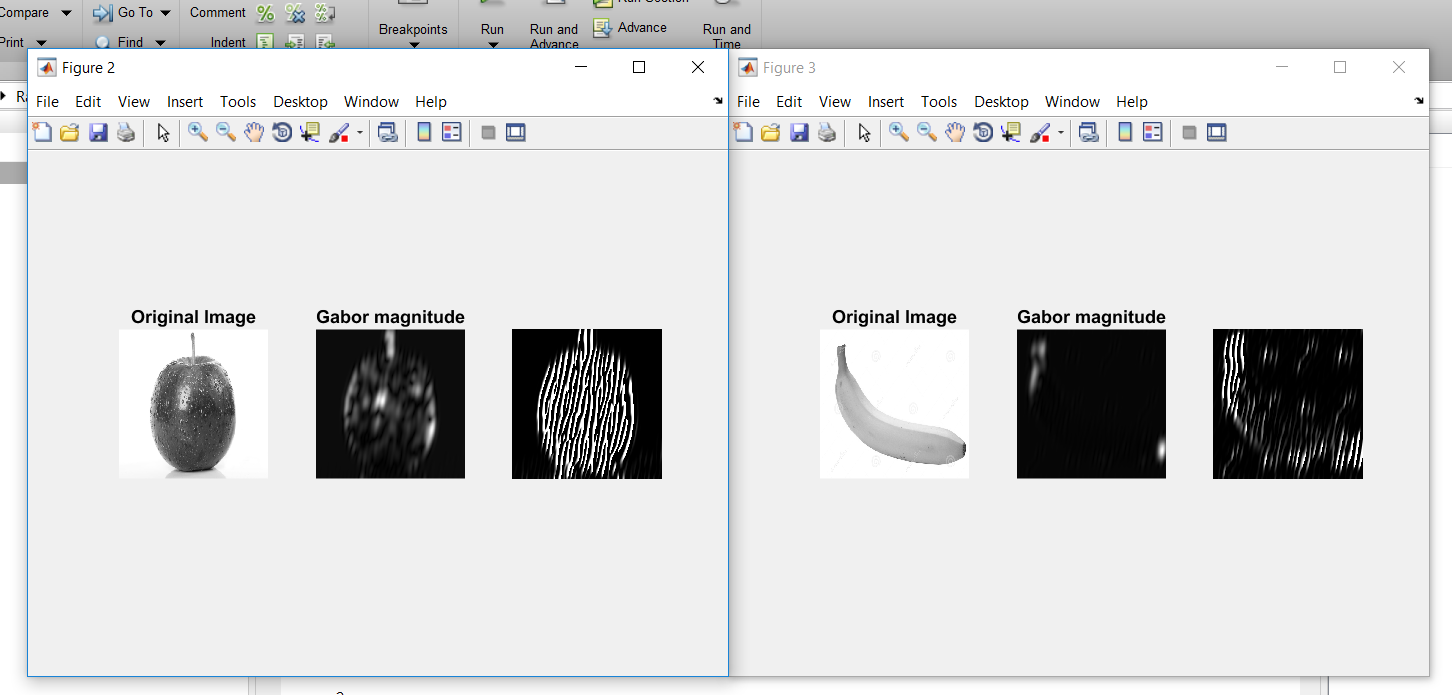 Compare Go To Comment
Print Find Indent
Breakpoints Run Run and Advance Advance Run and Time
Figure 2
File Edit View Insert Tools Desktop Window Help
Original Image Gabor magnitude
Figure 3
File Edit View Insert Tools Desktop Window Help
Original Image Gabor magnitude